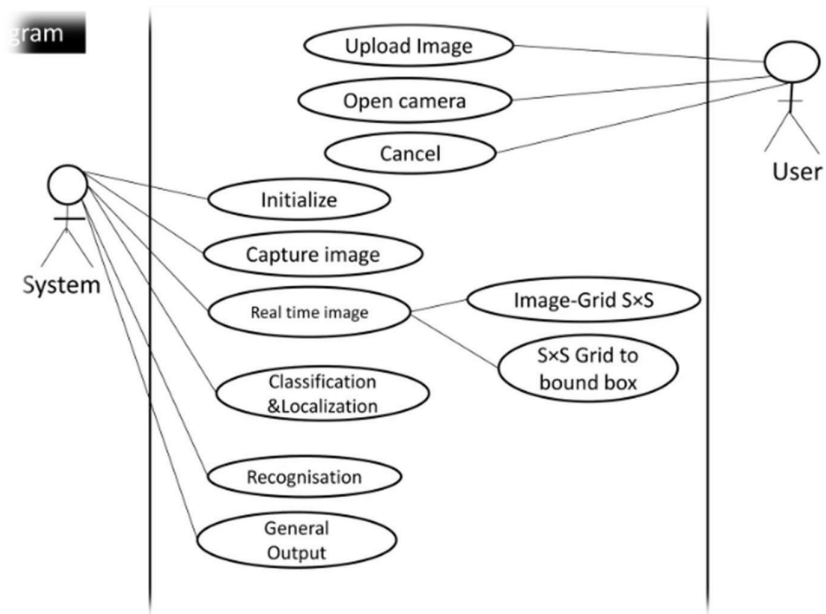 gram
Upload Image
Open camera
Cancel
User
Initialize
Capture image
System
Real time image
Image-Grid S×S
S×S Grid to
bound box
Classification
&Localization
Recognisation
General
Output